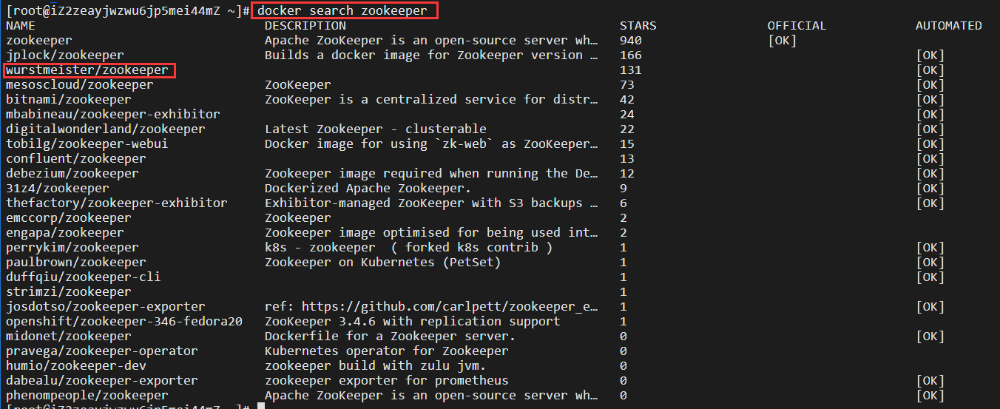 [root@iZ2zeayjwzwu6jp5mei44mZ ~]# docker search zookeeper
NAME DESCRIPTION STARS OFFICIAL AUTOMATED
zookeeper Apache ZooKeeper is an open-source server wh… 940 [OK]
jplock/zookeeper Builds a docker image for Zookeeper version … 166 [OK]
wurstmeister/zookeeper 131 [OK]
mesoscloud/zookeeper ZooKeeper 73 [OK]
bitnami/zookeeper ZooKeeper is a centralized service for distr… 42 [OK]
mbabineau/zookeeper-exhibitor 24 [OK]
digitalwonderland/zookeeper Latest Zookeeper - clusterable 22 [OK]
tobilg/zookeeper-webui Docker image for using `zk-web` as ZooKeeper… 15 [OK]
confluent/zookeeper 13 [OK]
debezium/zookeeper Zookeeper image required when running the De… 12 [OK]
31z4/zookeeper Dockerized Apache Zookeeper. 9 [OK]
thefactory/zookeeper-exhibitor Exhibitor-managed ZooKeeper with S3 backups … 6 [OK]
emccorp/zookeeper Zookeeper 2
engapa/zookeeper Zookeeper image optimised for being used int… 2
perrykim/zookeeper k8s - zookeeper ( forked k8s contrib ) 1 [OK]
paulbrown/zookeeper Zookeeper on Kubernetes (PetSet) 1 [OK]
duffqiu/zookeeper-cli 1 [OK]
strimzi/zookeeper 1
josdotso/zookeeper-exporter ref: https://github.com/carlpett/zookeeper_e… 1 [OK]
openshift/zookeeper-346-fedora20 ZooKeeper 3.4.6 with replication support 1
midonet/zookeeper Dockerfile for a Zookeeper server. 0 [OK]
pravega/zookeeper-operator Kubernetes operator for Zookeeper 0
humio/zookeeper-dev zookeeper build with zulu jvm. 0
dabealu/zookeeper-exporter zookeeper exporter for prometheus 0 [OK]
phenompeople/zookeeper Apache ZooKeeper is an open-source server wh… 0 [OK]
[root@iZ2zeayjwzwu6jp5mei44mZ ~]#